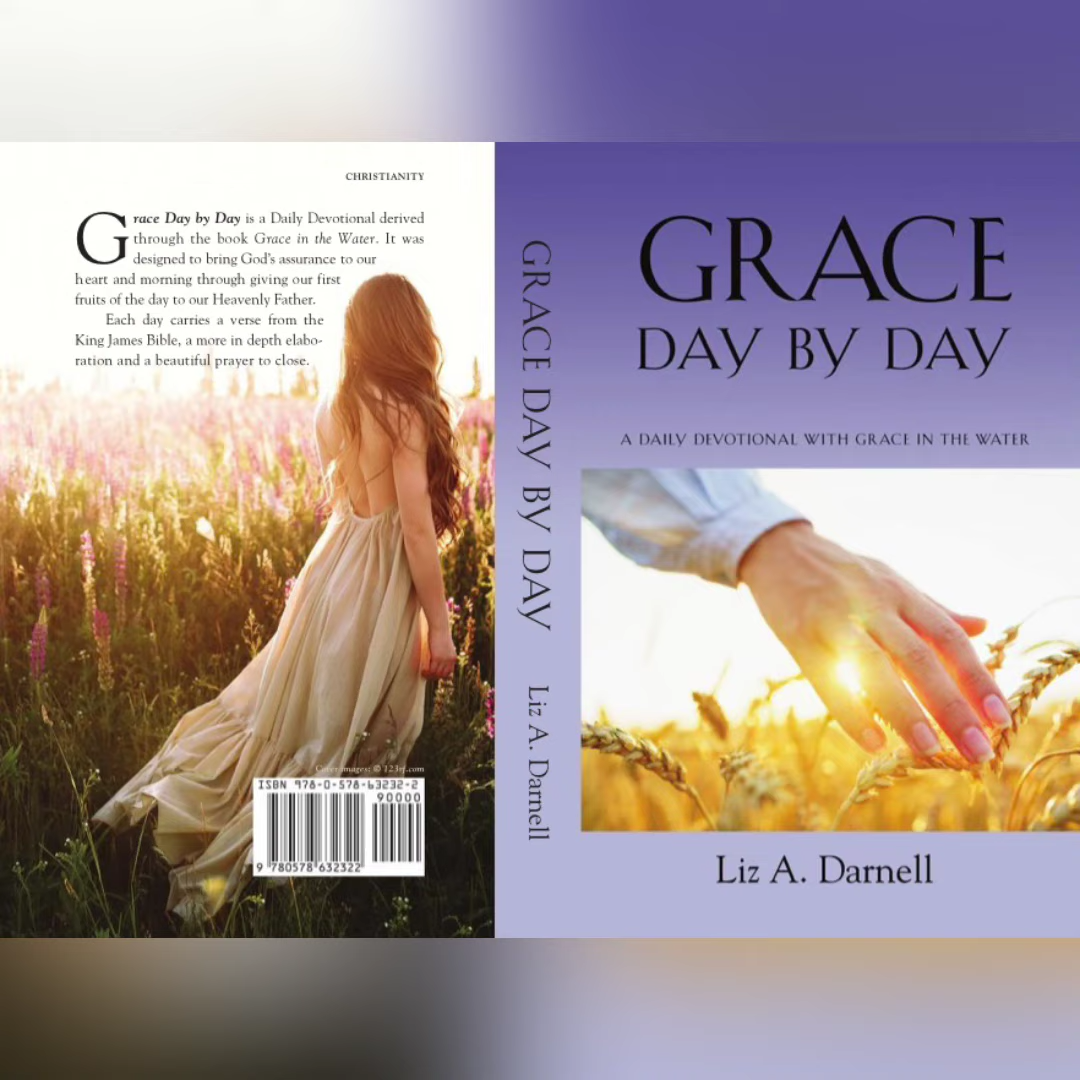 CHRISTIANITY
Grace Day by Day is a Daily Devotional derived
through the book Grace in the Water. It was
designed to bring God's assurance to our
heart and morning through giving our first
fruits of the day to our Heavenly Father.
Each day carries a verse from the
King James Bible, a more in depth elabo-
ration and a beautiful prayer to close.
Cover images: © 123rf.com
ISBN 978-0-578-63232-2
90000
9 780578 632322
GRACE DAY BY DAY Liz A. Darnell
GRACE
DAY BY DAY
A DAILY DEVOTIONAL WITH GRACE IN THE WATER
Liz A. Darnell